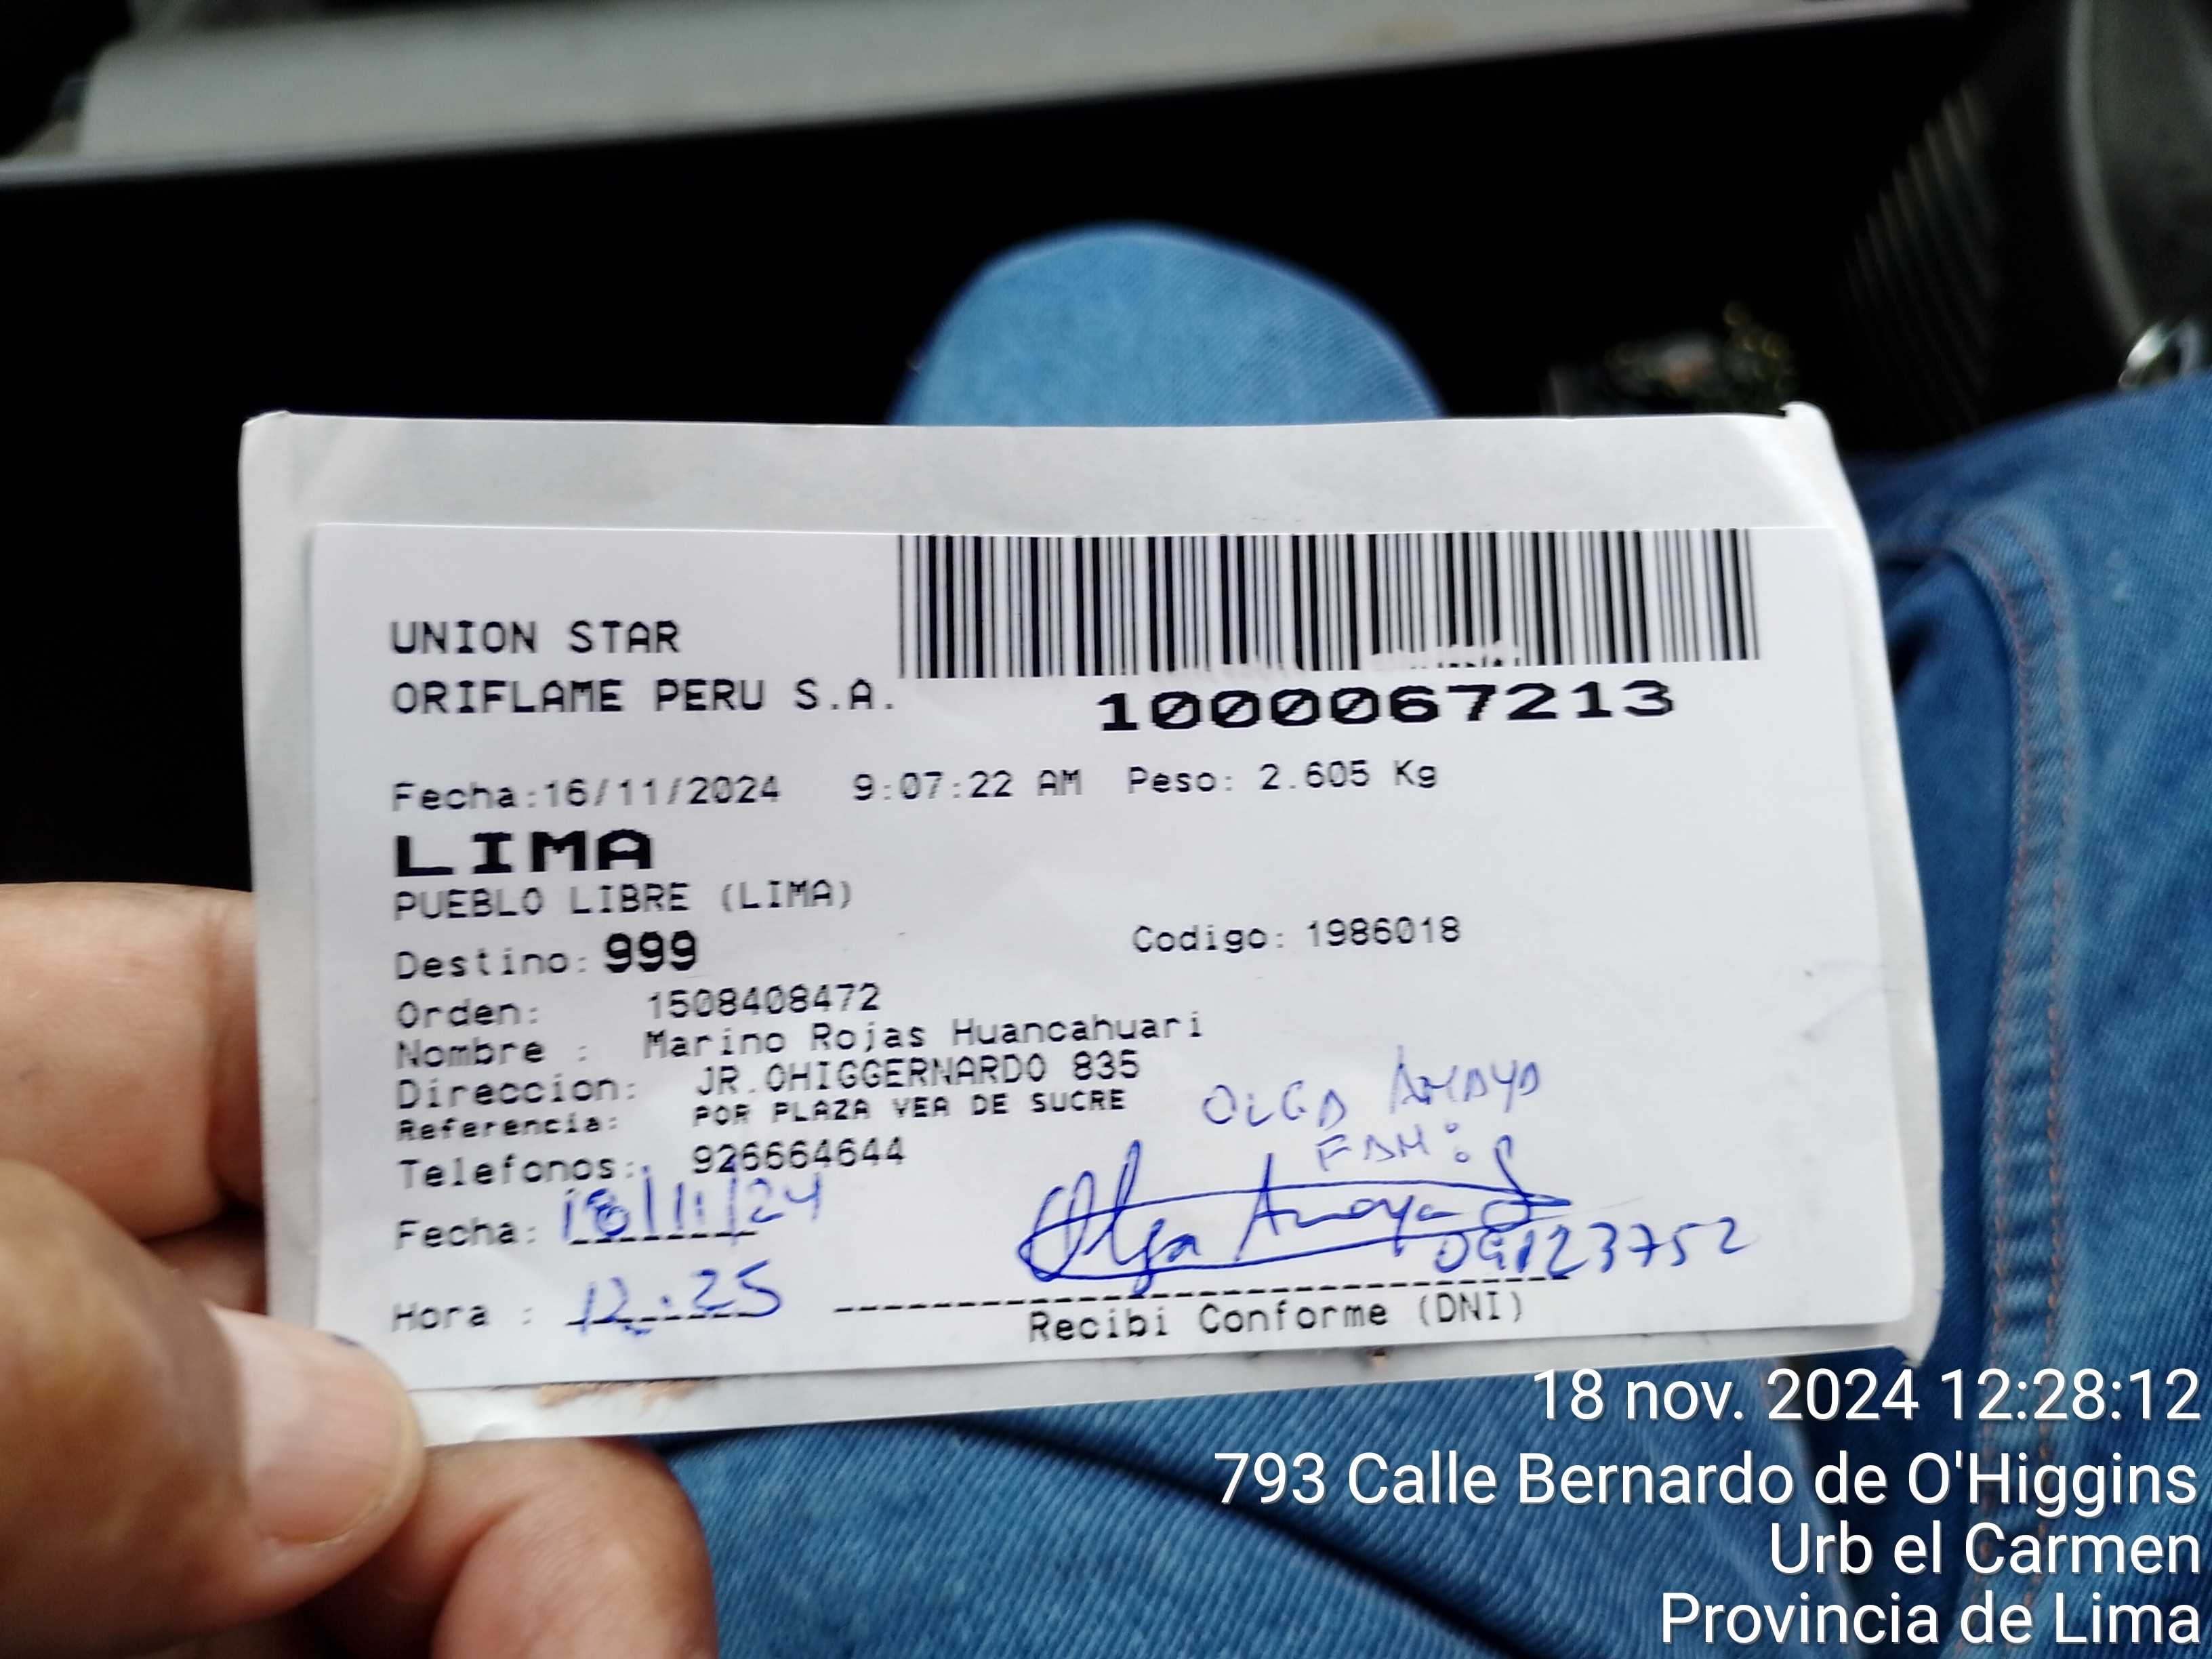 UNION STAR
ORIFLAME PERU S.A.
1000067213
Fecha:16/11/2024 9:07:22 AM Peso: 2.605 Kg
LIMA
PUEBLO LIBRE (LIMA)
Destino: 999 Codigo: 1986018
Orden: 1508408472
Nombre : Marino Rojas Huancahuari
Direccion: JR.OHIGGERNARDO 835
Referencia: POR PLAZA VEA DE SUCRE
OLGA AMAYA
FAM:
Telefonos: 926664644
Fecha: 18/11/24
Olga Amaya
09123752
Hora : 12:25
Recibi Conforme (DNI)
18 nov. 2024 12:28:12
793 Calle Bernardo de O'Higgins
Urb el Carmen
Provincia de Lima